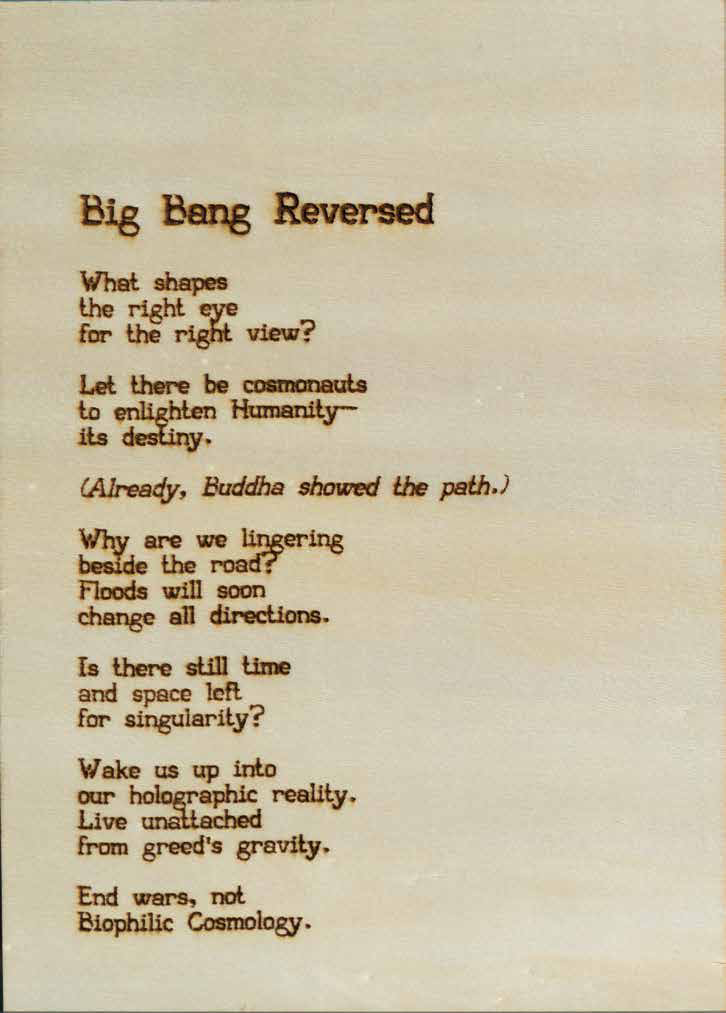 Big Bang Reversed
What shapes
the right eye
for the right view?
Let there be cosmonauts
to enlighten Humanity—
its destiny.
(Already, Buddha showed the path.)
Why are we lingering
beside the road?
Floods will soon
change all directions.
Is there still time
and space left
for singularity?
Wake us up into
our holographic reality.
Live unattached
from greed's gravity.
End wars, not
Biophilic Cosmology.